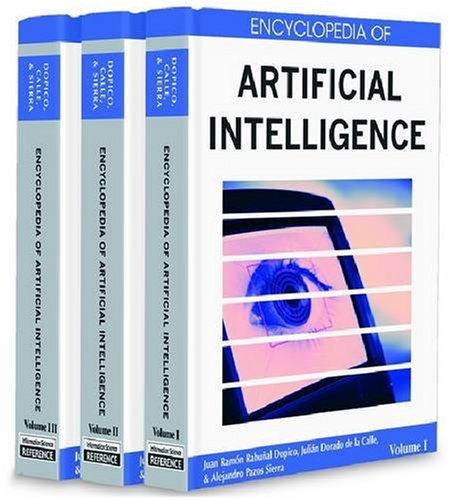 ENCYCLOPEDIA OF
ARTIFICIAL
INTELLIGENCE
Juan Ramón Rabuñal Dopico, Julián Dorado de la Calle,
& Alejandro Pazos Sierra
Volume I
DOPICO,
CALLE,
& SIERRA
ENCYCLOPEDIA OF ARTIFICIAL INTELLIGENCE
Volume III
Information Science
REFERENCE
DOPICO,
CALLE,
& SIERRA
ENCYCLOPEDIA OF ARTIFICIAL INTELLIGENCE
Volume II
Information Science
REFERENCE
DOPICO,
CALLE,
& SIERRA
ENCYCLOPEDIA OF ARTIFICIAL INTELLIGENCE
Volume I
Information Science
REFERENCE